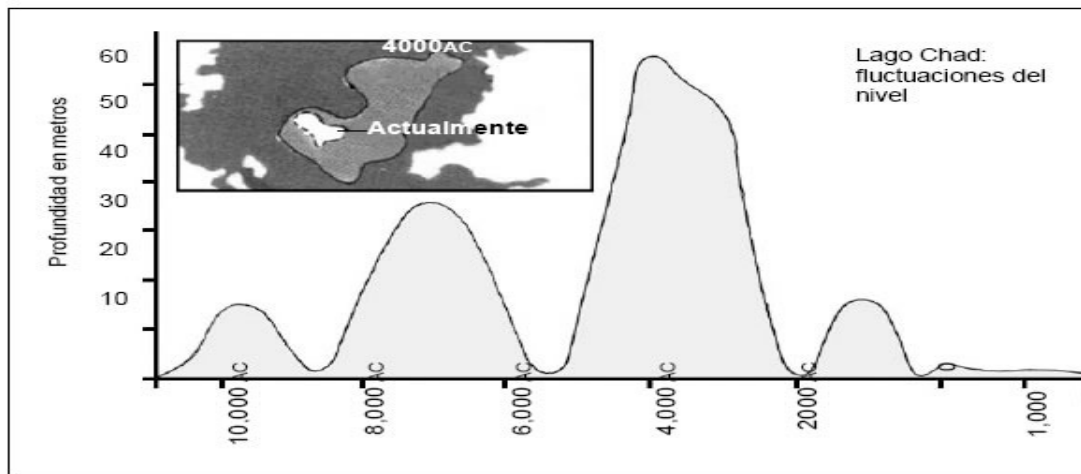 60
50
40
30
20
10
Profundidad en metros
4000AC
Actualmente
Lago Chad:
fluctuaciones del
nivel
10,000 AC
8,000 AC
6,000 AC
4,000 AC
2000 AC
0
1,000